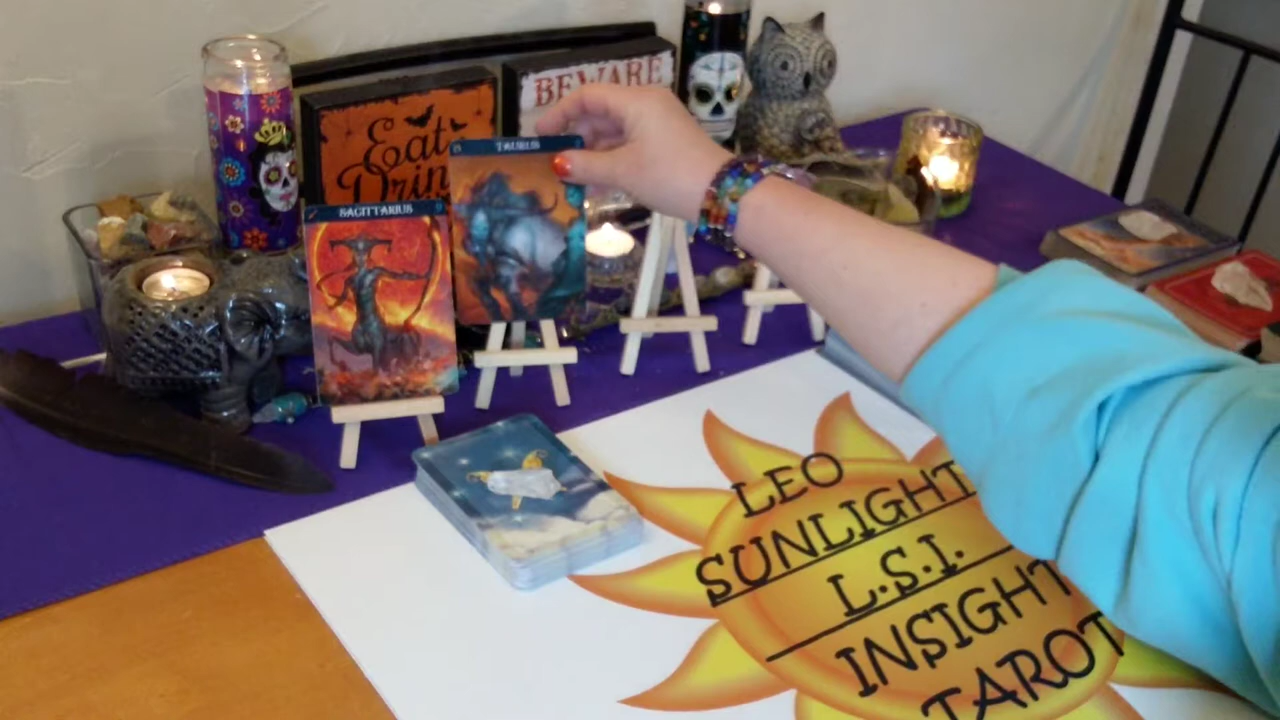 Eat
Drin
BEWARE
TAURUS
SAGITTARIUS
LEO
SUNLIGHT
L.S.I.
INSIGHT
TAROT